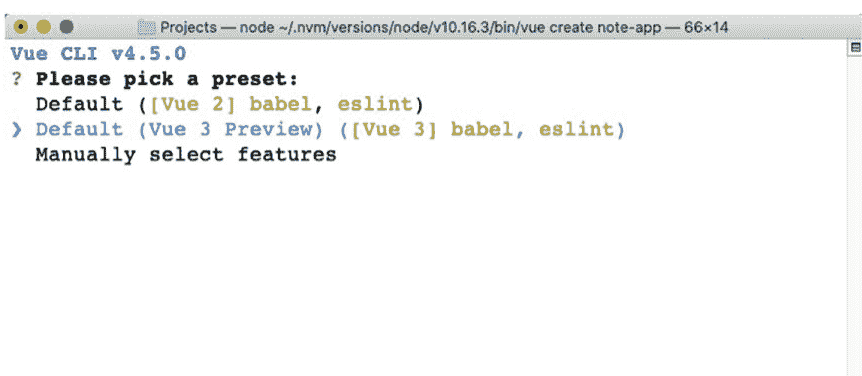 Projects — node ~/.nvm/versions/node/v10.16.3/bin/vue create note-app — 66×14
Vue CLI v4.5.0
? Please pick a preset:
Default ([Vue 2] babel, eslint)
❯ Default (Vue 3 Preview) ([Vue 3] babel, eslint)
Manually select features